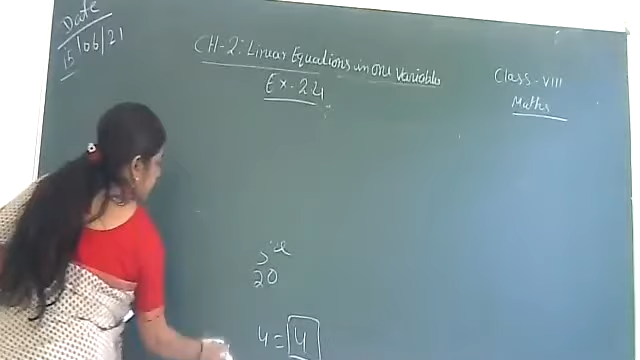 Date
15/06/21
CH-2: Linear Equations in one Variable
Ex-2.4
Class-VIII
Maths
20
4 = 4